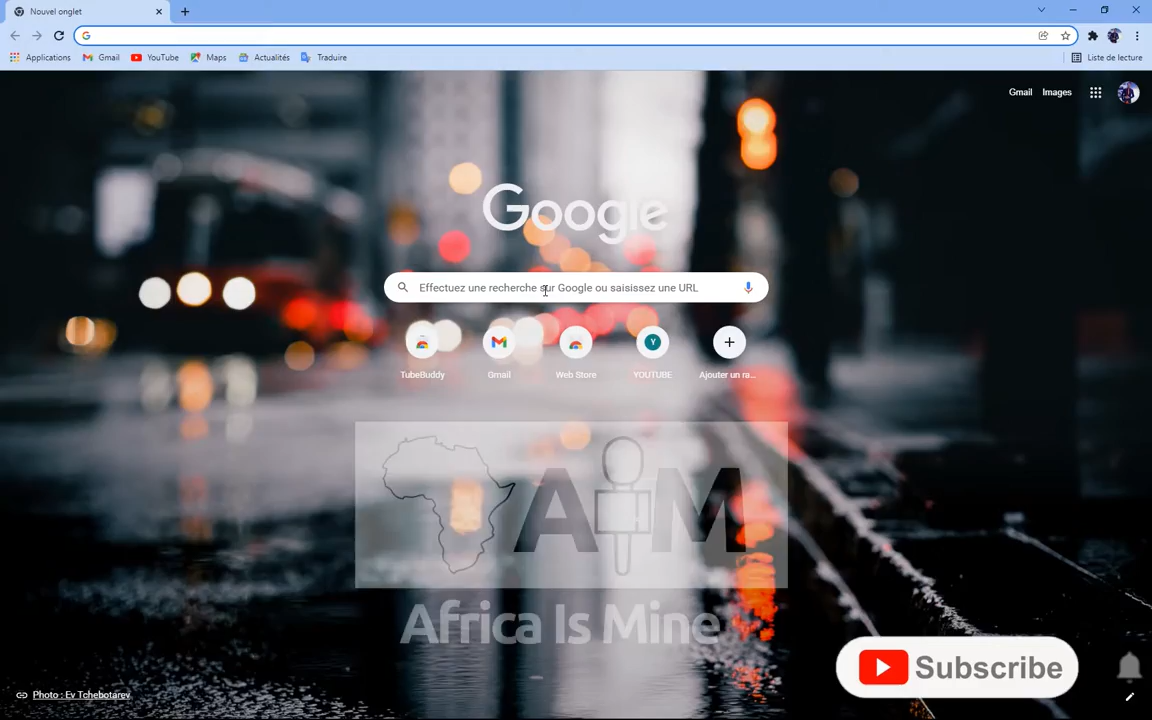 Nouvel onglet
Applications Gmail YouTube Maps Actualités Traduire Liste de lecture
Gmail Images
Google
Effectuez une recherche sur Google ou saisissez une URL
Y
TubeBuddy Gmail Web Store YOUTUBE Ajouter un ra...
AIM
Africa Is Mine
Subscribe
Photo : Ev Tchebotarev